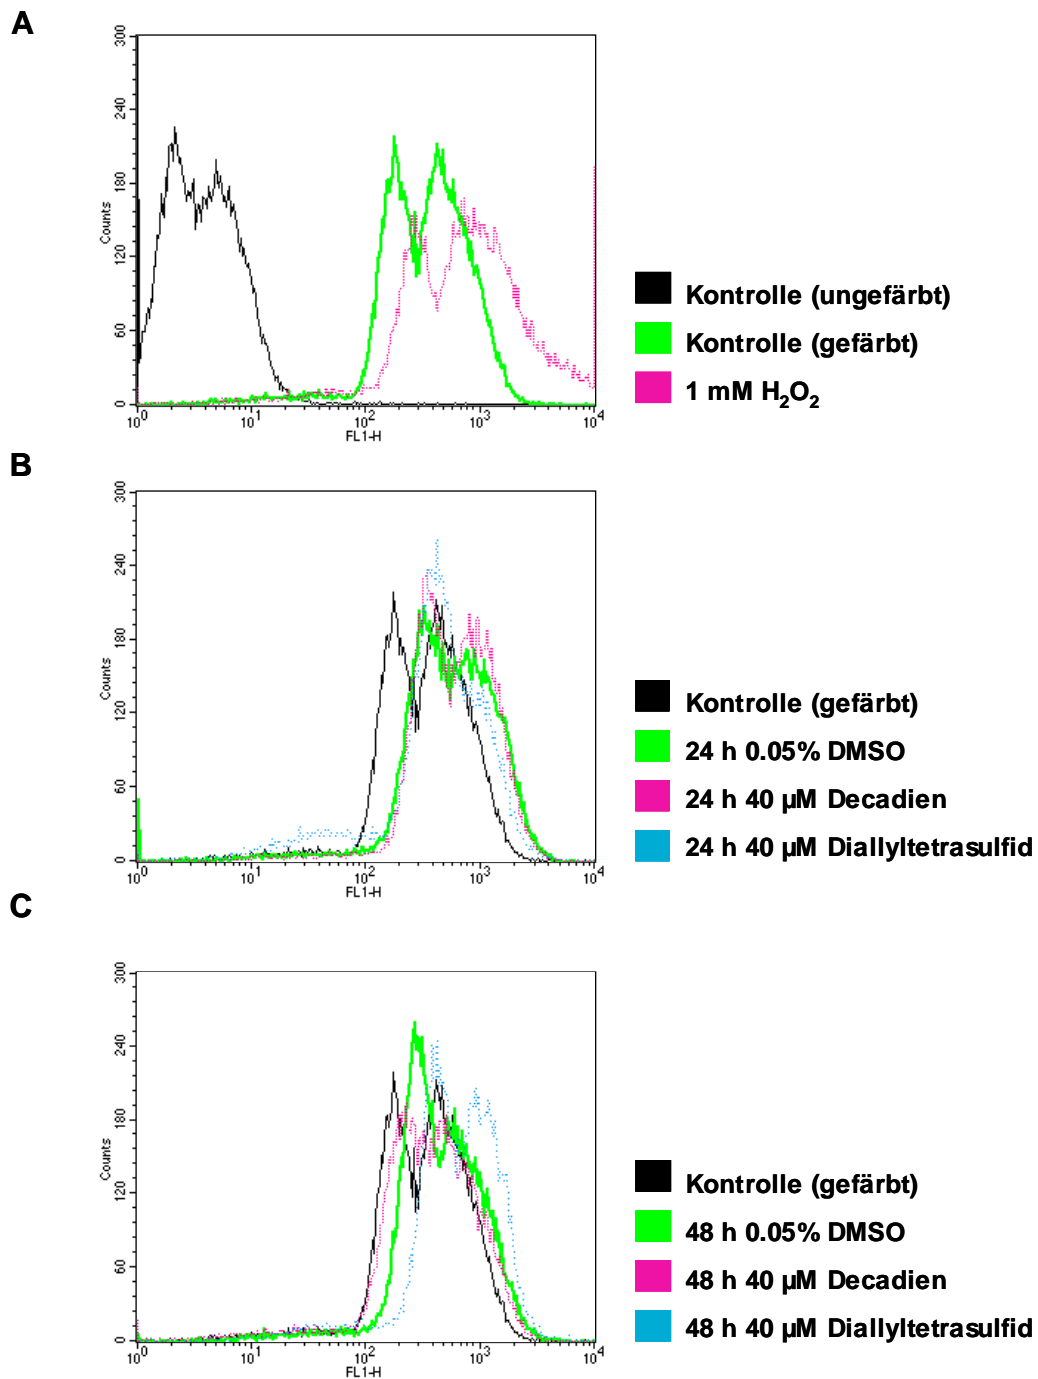 A
300
240
180
120
60
0
Counts
10⁰ 10¹ 10² 10³ 10⁴
FL1-H
Kontrolle (ungefärbt)
Kontrolle (gefärbt)
1 mM H₂O₂
B
300
240
180
120
60
0
Counts
10⁰ 10¹ 10² 10³ 10⁴
FL1-H
Kontrolle (gefärbt)
24 h 0.05% DMSO
24 h 40 µM Decadien
24 h 40 µM Diallyltetrasulfid
C
300
240
180
120
60
0
Counts
10⁰ 10¹ 10² 10³ 10⁴
FL1-H
Kontrolle (gefärbt)
48 h 0.05% DMSO
48 h 40 µM Decadien
48 h 40 µM Diallyltetrasulfid